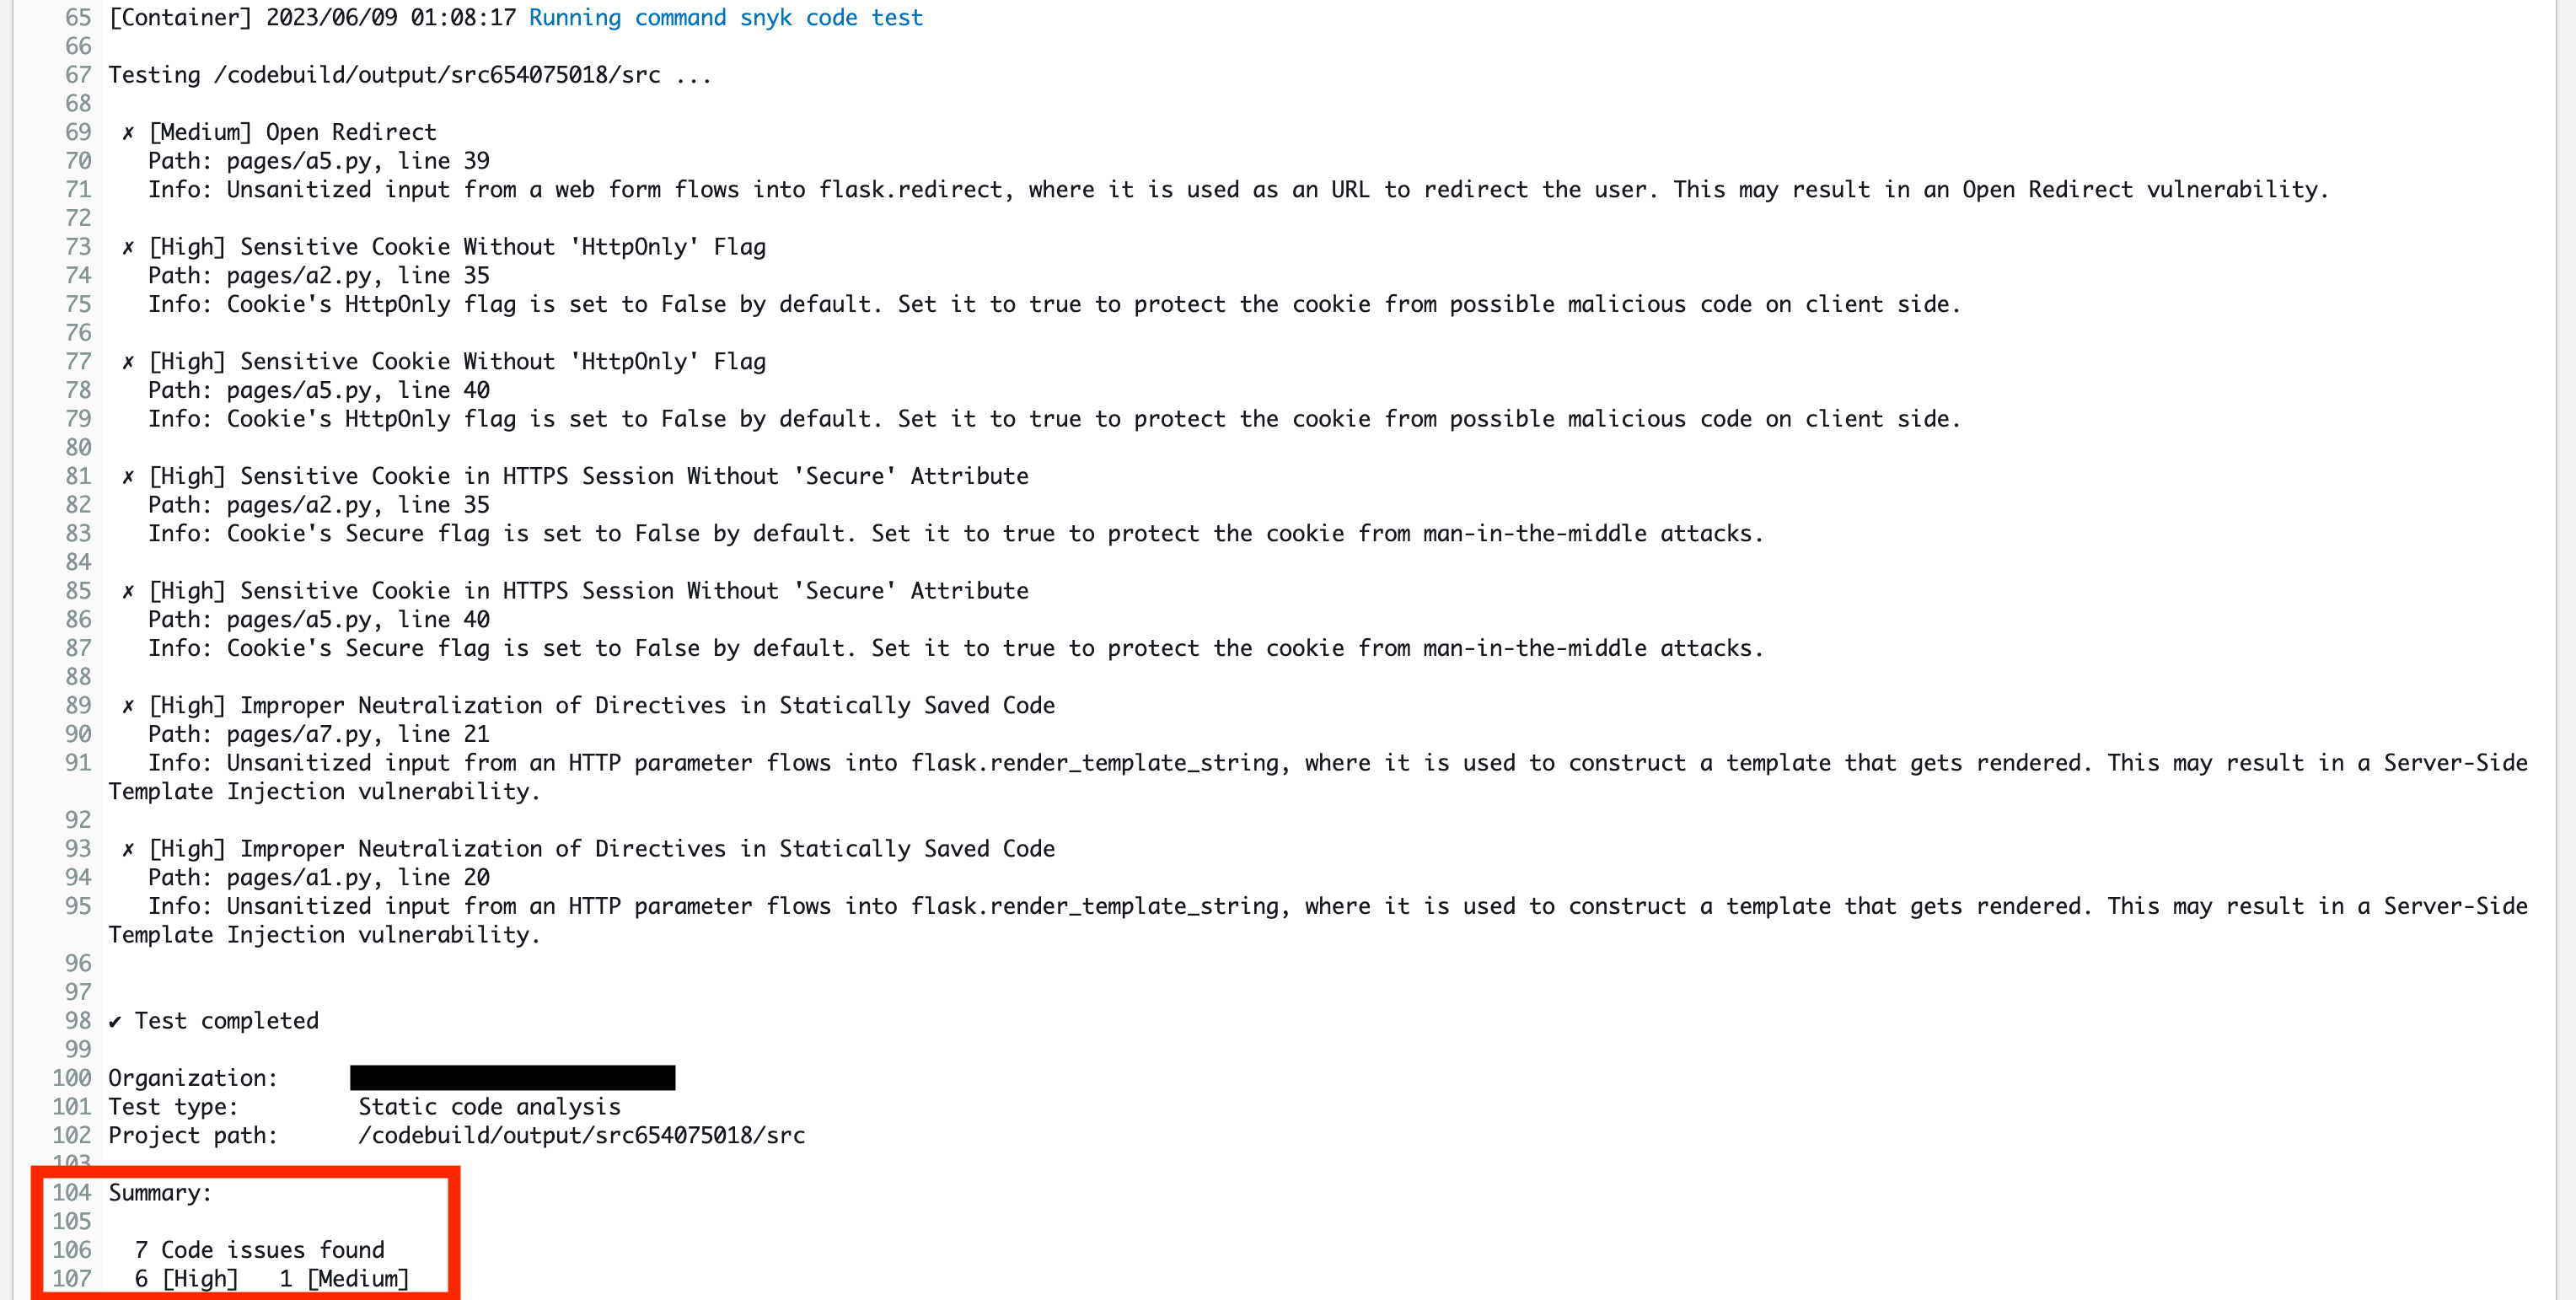 65 [Container] 2023/06/09 01:08:17 Running command snyk code test
66
67 Testing /codebuild/output/src654075018/src ...
68
69 ✗ [Medium] Open Redirect
70 Path: pages/a5.py, line 39
71 Info: Unsanitized input from a web form flows into flask.redirect, where it is used as an URL to redirect the user. This may result in an Open Redirect vulnerability.
72
73 ✗ [High] Sensitive Cookie Without 'HttpOnly' Flag
74 Path: pages/a2.py, line 35
75 Info: Cookie's HttpOnly flag is set to False by default. Set it to true to protect the cookie from possible malicious code on client side.
76
77 ✗ [High] Sensitive Cookie Without 'HttpOnly' Flag
78 Path: pages/a5.py, line 40
79 Info: Cookie's HttpOnly flag is set to False by default. Set it to true to protect the cookie from possible malicious code on client side.
80
81 ✗ [High] Sensitive Cookie in HTTPS Session Without 'Secure' Attribute
82 Path: pages/a2.py, line 35
83 Info: Cookie's Secure flag is set to False by default. Set it to true to protect the cookie from man-in-the-middle attacks.
84
85 ✗ [High] Sensitive Cookie in HTTPS Session Without 'Secure' Attribute
86 Path: pages/a5.py, line 40
87 Info: Cookie's Secure flag is set to False by default. Set it to true to protect the cookie from man-in-the-middle attacks.
88
89 ✗ [High] Improper Neutralization of Directives in Statically Saved Code
90 Path: pages/a7.py, line 21
91 Info: Unsanitized input from an HTTP parameter flows into flask.render_template_string, where it is used to construct a template that gets rendered. This may result in a Server-Side
Template Injection vulnerability.
92
93 ✗ [High] Improper Neutralization of Directives in Statically Saved Code
94 Path: pages/a1.py, line 20
95 Info: Unsanitized input from an HTTP parameter flows into flask.render_template_string, where it is used to construct a template that gets rendered. This may result in a Server-Side
Template Injection vulnerability.
96
97
98 ✔ Test completed
99
100 Organization:
101 Test type: Static code analysis
102 Project path: /codebuild/output/src654075018/src
103
104 Summary:
105
106 7 Code issues found
107 6 [High] 1 [Medium]